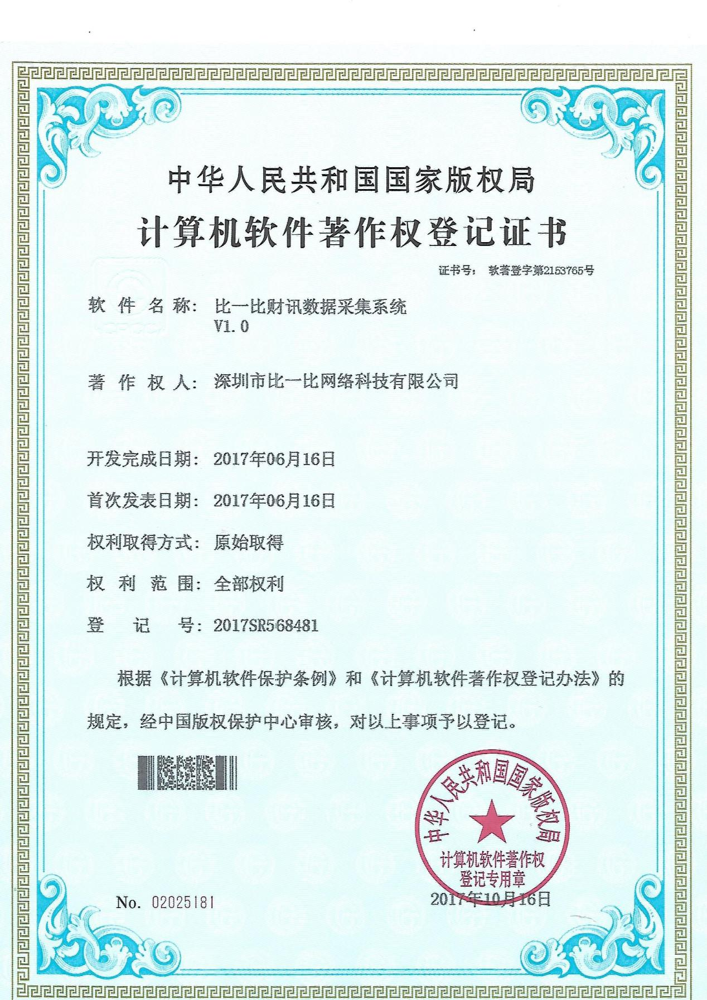 中华人民共和国国家版权局
计算机软件著作权登记证书
证书号： 软著登字第2153765号
软件名称： 比一比财讯数据采集系统
V1.0
著作权人： 深圳市比一比网络科技有限公司
开发完成日期： 2017年06月16日
首次发表日期： 2017年06月16日
权利取得方式： 原始取得
权利范围： 全部权利
登记号： 2017SR568481
根据《计算机软件保护条例》和《计算机软件著作权登记办法》的
规定，经中国版权保护中心审核，对以上事项予以登记。
中华人民共和国国家版权局
计算机软件著作权
登记专用章
2017年10月16日
No. 02025181